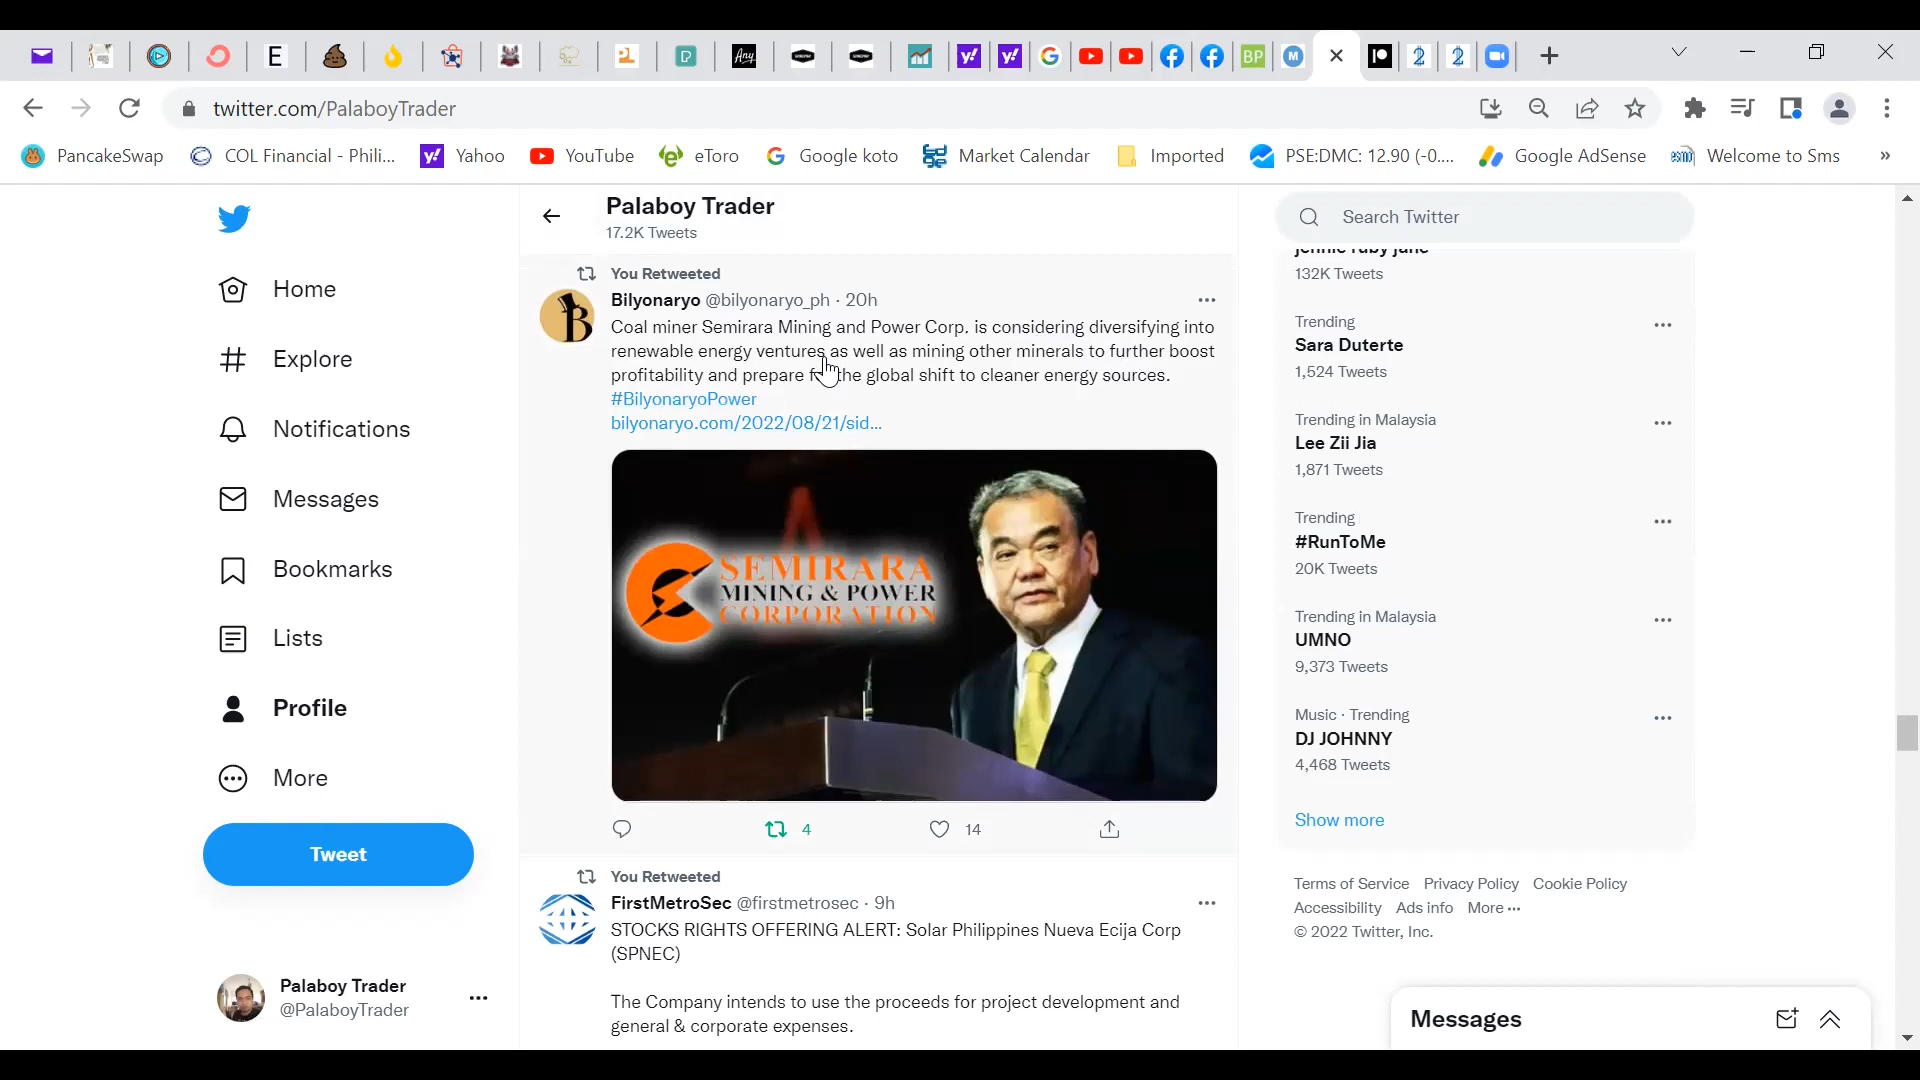 E
Any
BP
M
twitter.com/PalaboyTrader
PancakeSwap
COL Financial - Phili...
Yahoo
YouTube
eToro
Google koto
Market Calendar
Imported
PSE:DMC: 12.90 (-0....
Google AdSense
Welcome to Sms
»
Home
Explore
Notifications
Messages
Bookmarks
Lists
Profile
More
Tweet
Palaboy Trader
@PalaboyTrader
Palaboy Trader
17.2K Tweets
You Retweeted
Bilyonaryo @bilyonaryo_ph · 20h
Coal miner Semirara Mining and Power Corp. is considering diversifying into
renewable energy ventures as well as mining other minerals to further boost
profitability and prepare for the global shift to cleaner energy sources.
#BilyonaryoPower
bilyonaryo.com/2022/08/21/sid...
SEMIRARA
MINING & POWER
CORPORATION
4
14
You Retweeted
FirstMetroSec @firstmetrosec · 9h
STOCKS RIGHTS OFFERING ALERT: Solar Philippines Nueva Ecija Corp
(SPNEC)
The Company intends to use the proceeds for project development and
general & corporate expenses.
Search Twitter
jennie ruby jane
132K Tweets
Trending
Sara Duterte
1,524 Tweets
Trending in Malaysia
Lee Zii Jia
1,871 Tweets
Trending
#RunToMe
20K Tweets
Trending in Malaysia
UMNO
9,373 Tweets
Music · Trending
DJ JOHNNY
4,468 Tweets
Show more
Terms of Service Privacy Policy Cookie Policy
Accessibility Ads info More ···
© 2022 Twitter, Inc.
Messages